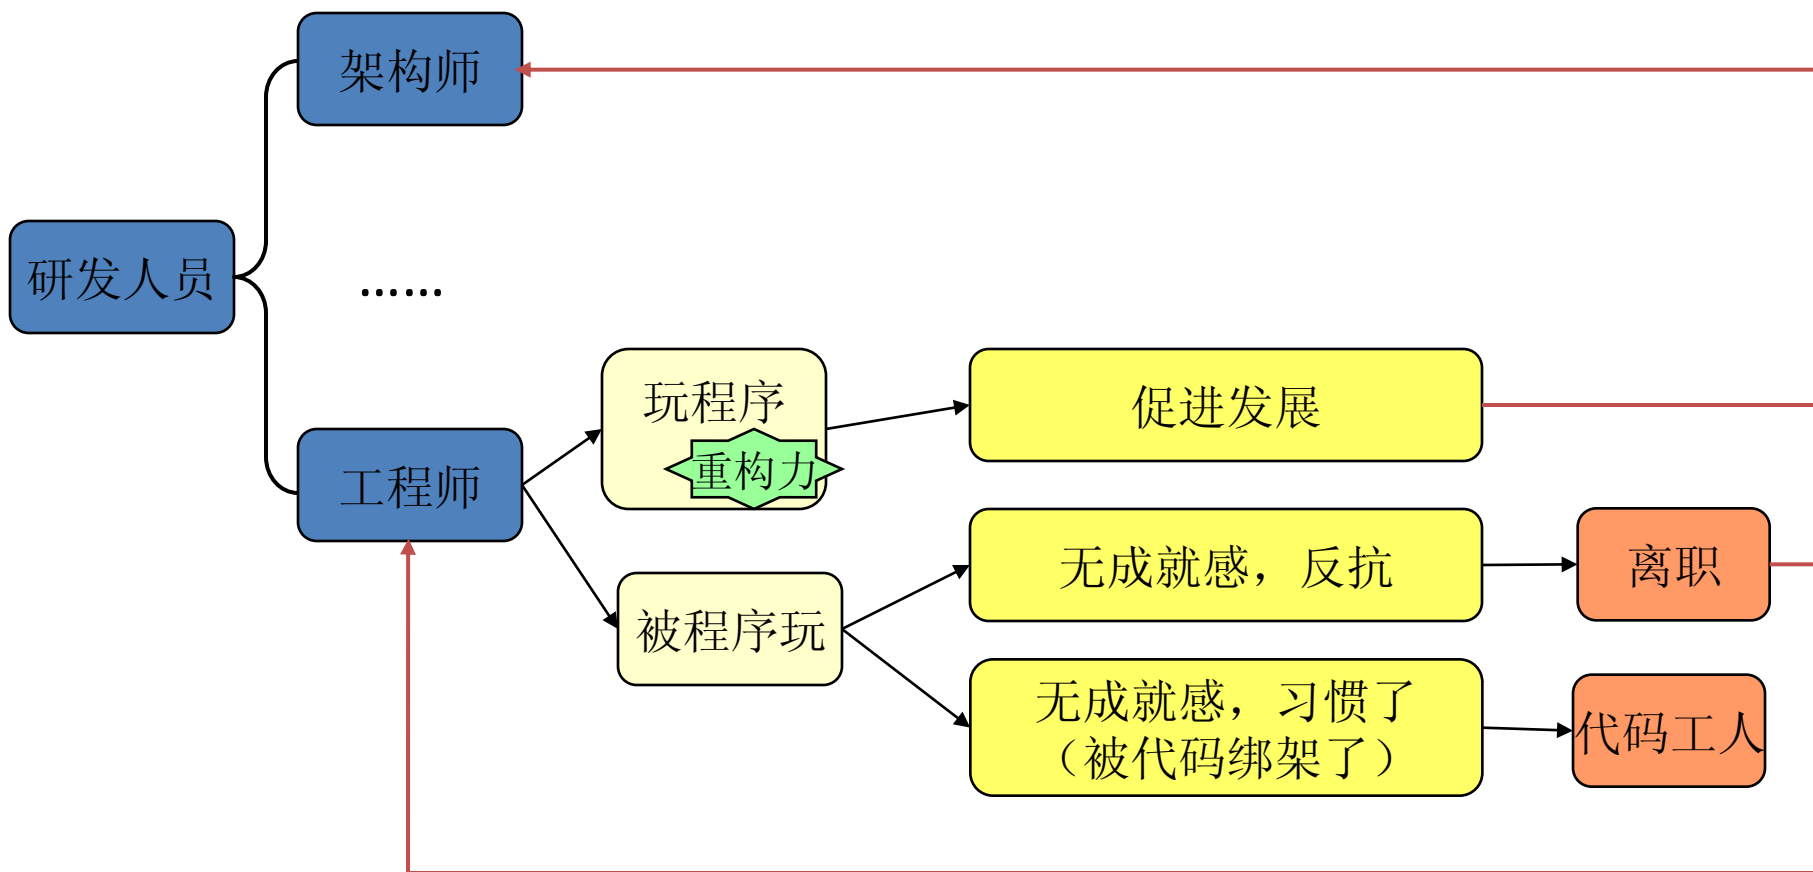 架构师
研发人员
……
玩程序
重构力
促进发展
工程师
无成就感，反抗
离职
被程序玩
无成就感，习惯了
（被代码绑架了）
代码工人